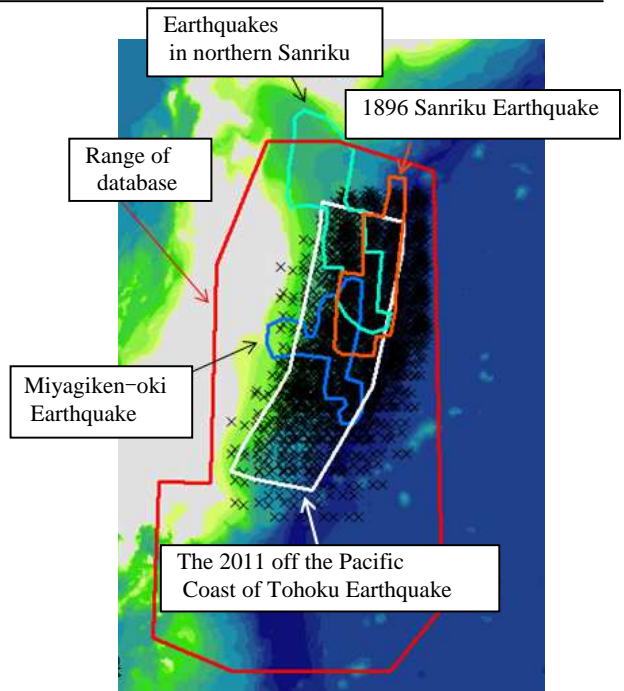 Earthquakes
in northern Sanriku
1896 Sanriku Earthquake
Range of
database
Miyagiken-oki
Earthquake
The 2011 off the Pacific
Coast of Tohoku Earthquake